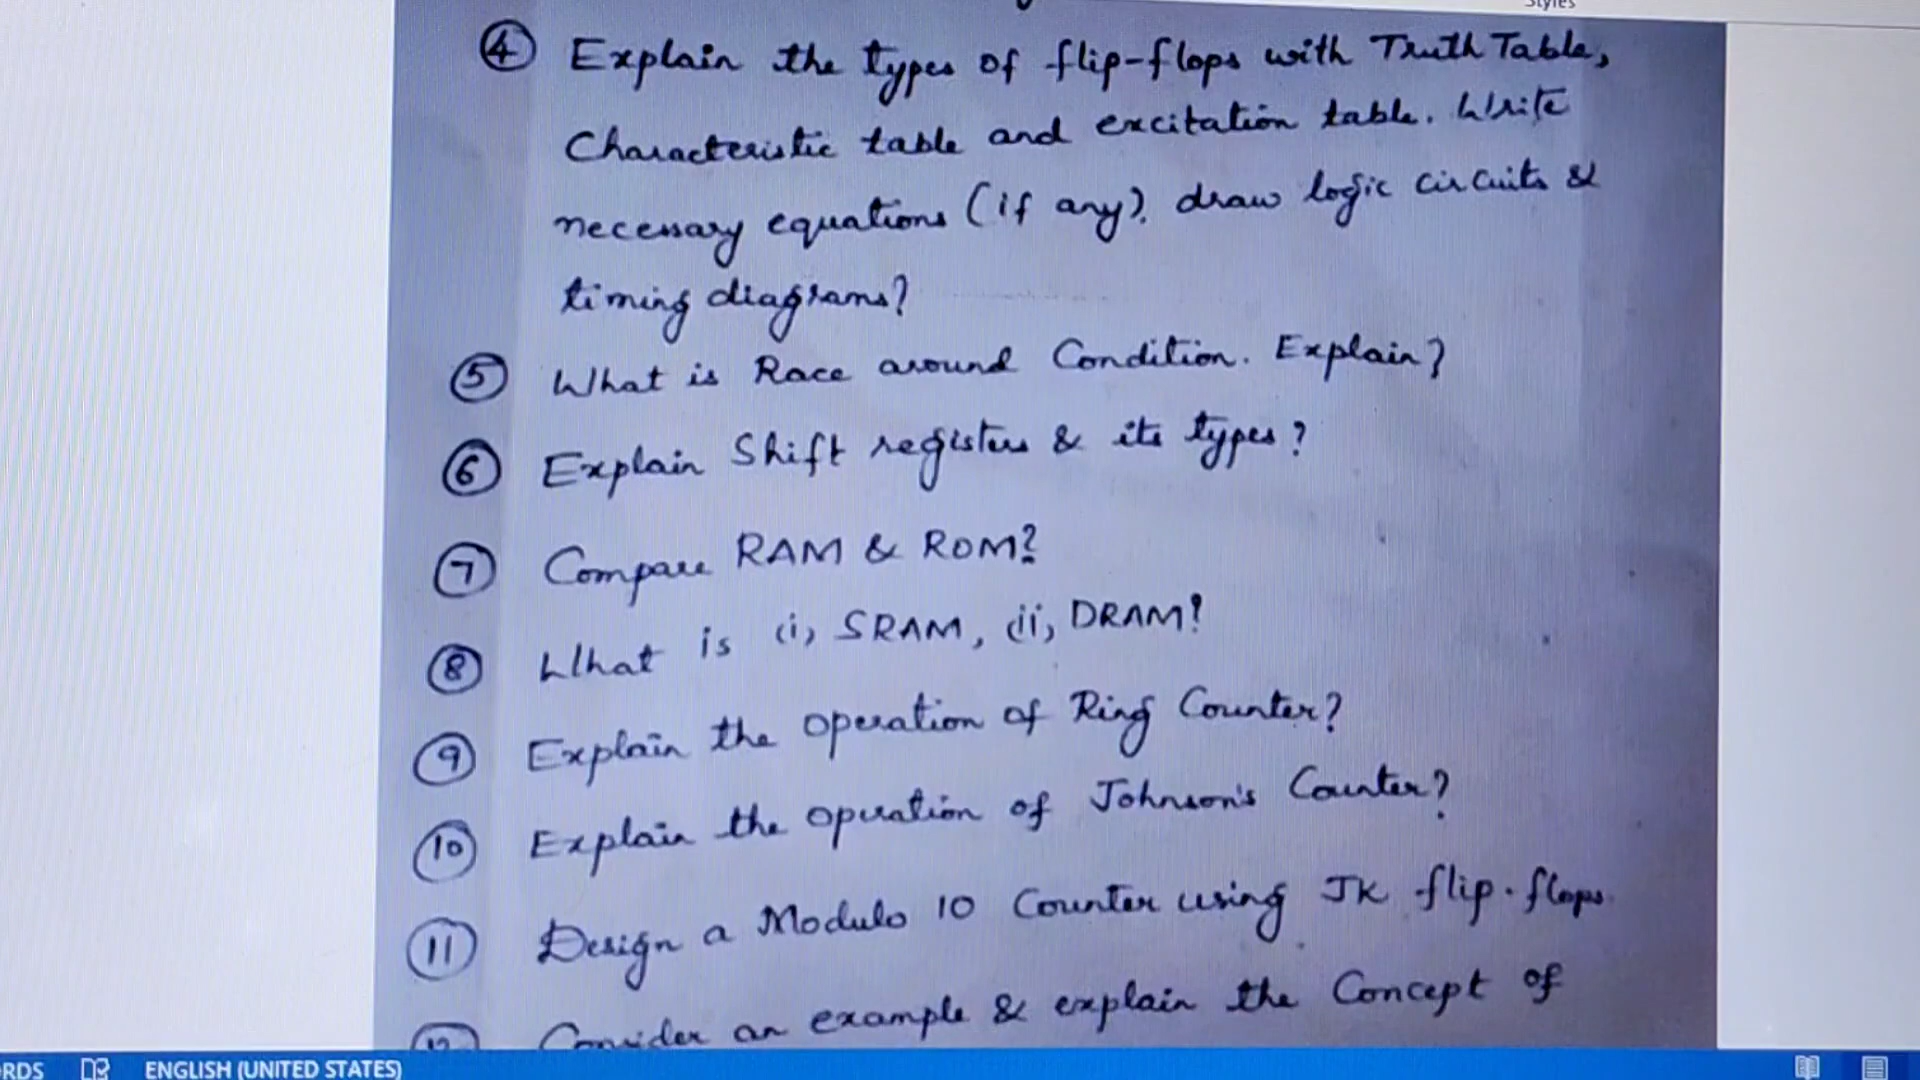 Styles
④ Explain the types of flip-flops with Truth Table,
Characteristic table and excitation table. Write
necessary equations (if any). draw logic circuits &
timing diagrams?
⑤ What is Race around Condition. Explain?
⑥ Explain Shift registers & its types?
⑦ Compare RAM & ROM?
⑧ What is (i), SRAM, (ii), DRAM?
⑨ Explain the operation of Ring Counter?
⑩ Explain the operation of Johnson's Counter?
⑪ Design a Modulo 10 Counter using JK flip-flops.
⑫ Consider an example & explain the Concept of
RDS ENGLISH (UNITED STATES)